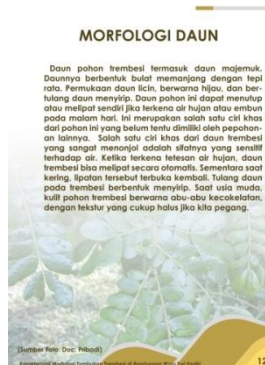 MORFOLOGI DAUN
Daun pohon trembesi termasuk daun majemuk.
Daunnya berbentuk bulat memanjang dengan tepi
rata. Permukaan daun licin, berwarna hijau, dan ber-
tulang daun menyirip. Daun pohon ini dapat menutup
atau melipat sendiri jika terkena air hujan atau embun
pada malam hari. Ini merupakan salah satu ciri khas
dari pohon ini yang belum tentu dimiliki oleh pepohon-
an lainnya. Salah satu ciri khas dari daun trembesi
yang sangat menonjol adalah sifatnya yang sensitif
terhadap air. Ketika terkena tetesan air hujan, daun
trembesi bisa melipat secara otomatis. Sementara saat
kering, lipatan tersebut terbuka kembali. Tulang daun
pada trembesi berbentuk menyirip. Saat usia muda,
kulit pohon trembesi berwarna abu-abu kecokelatan,
dengan tekstur yang cukup halus jika kita pegang.
(Sumber Foto: Doc. Pribadi)
12